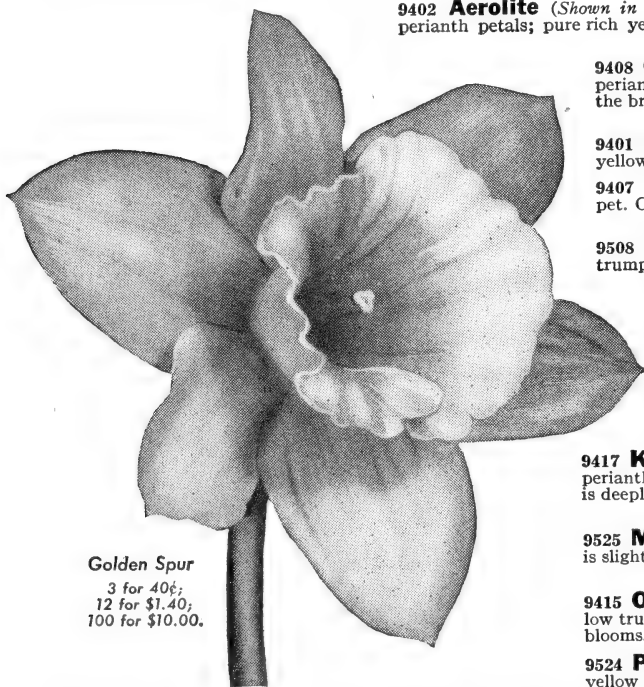 9402 Aerolite (Shown in
perianth petals; pure rich ye
9408
perian
the br
9401
yellow
9407
pet. C
9508
trump
9417 K
periantl
is deepl
9525 M
is slight
9415 O
low tru
blooms.
9524 P
yellow
Golden Spur
3 for 40¢;
12 for $1.40;
100 for $10.00.